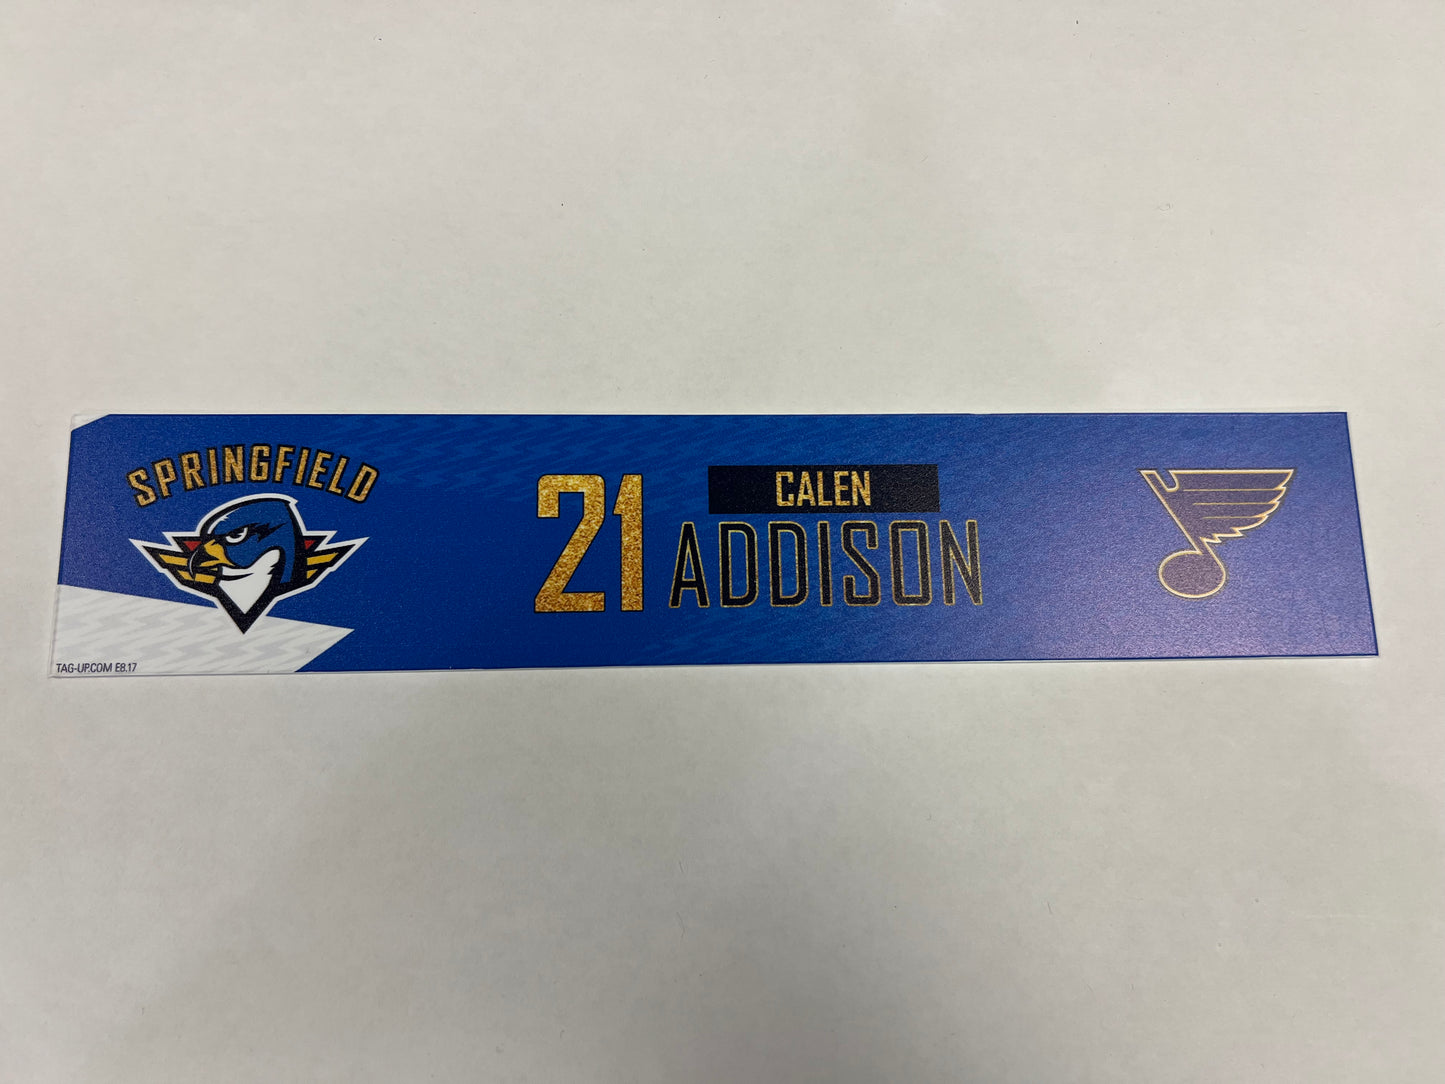 SPRINGFIELD
21
CALEN
ADDISON
TAG-UP.COM E8.17